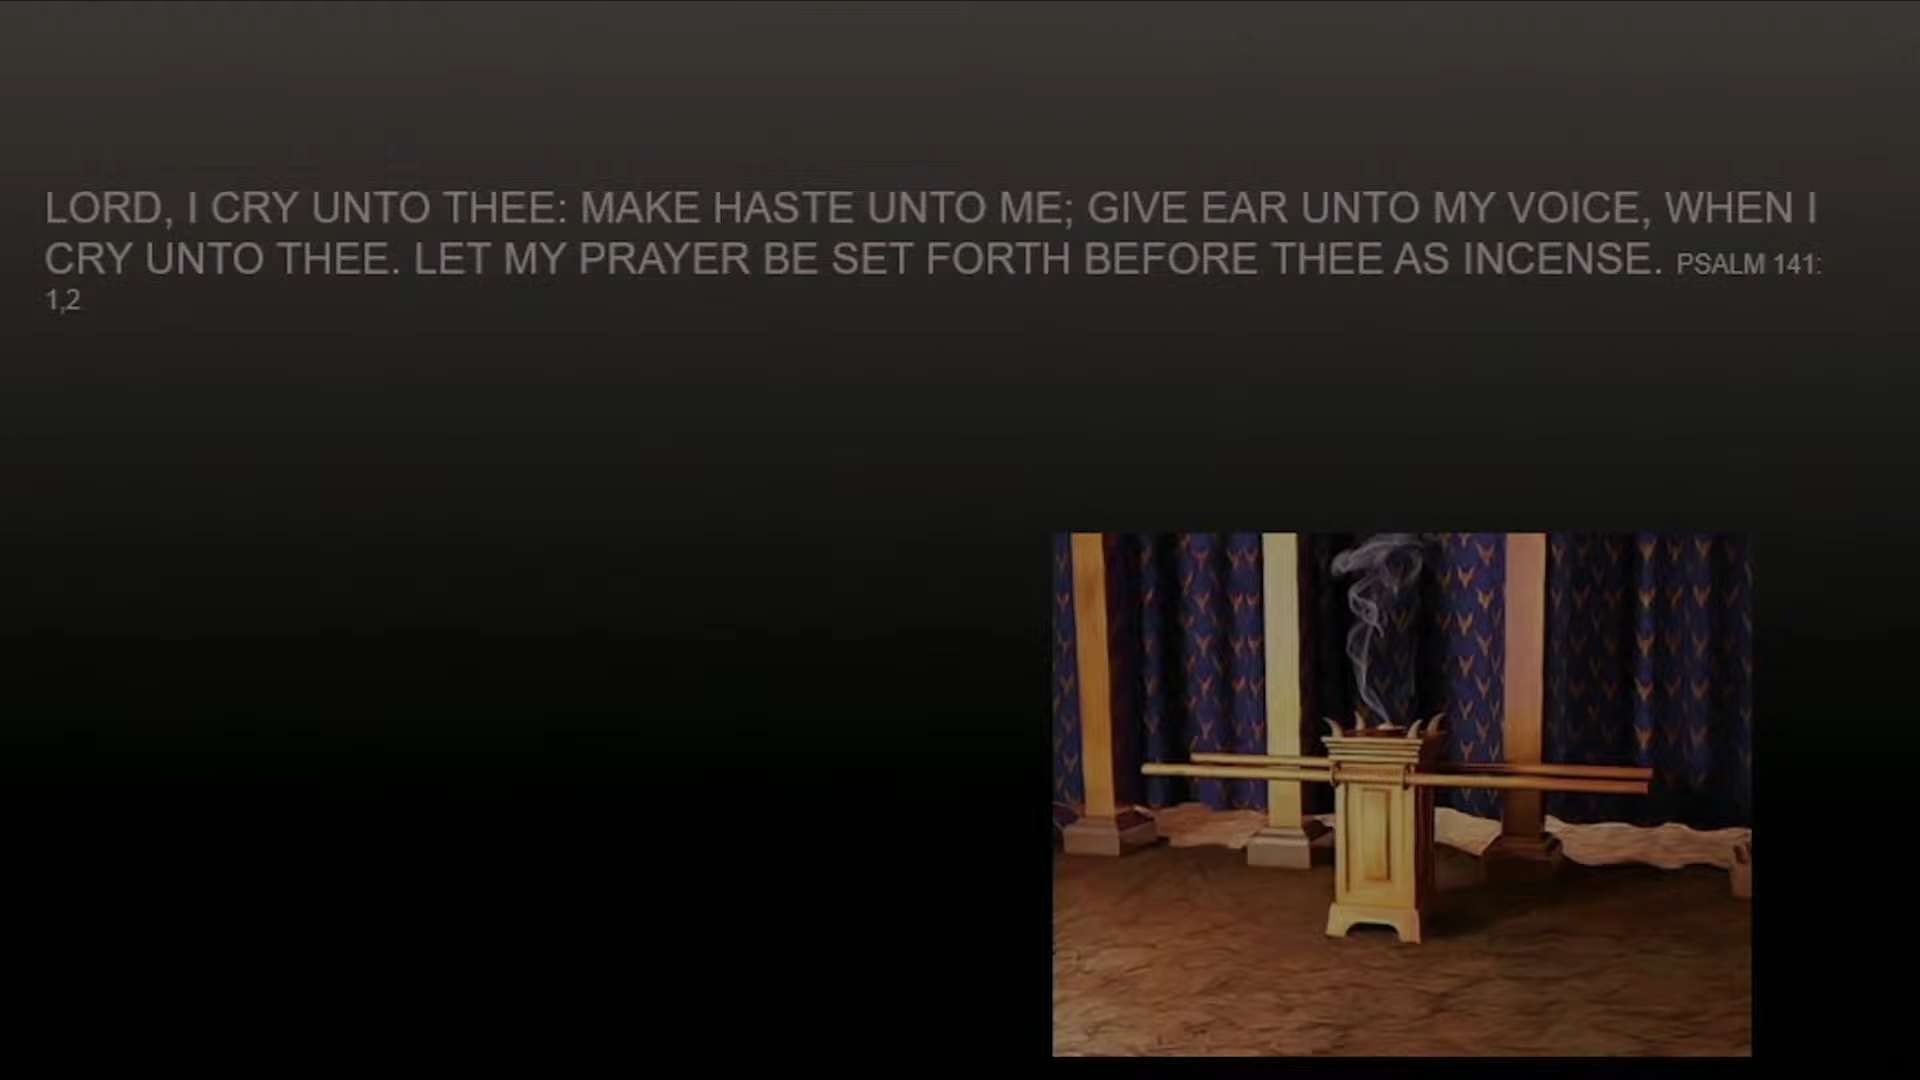 LORD, I CRY UNTO THEE: MAKE HASTE UNTO ME; GIVE EAR UNTO MY VOICE, WHEN I
CRY UNTO THEE. LET MY PRAYER BE SET FORTH BEFORE THEE AS INCENSE. PSALM 141:
1,2